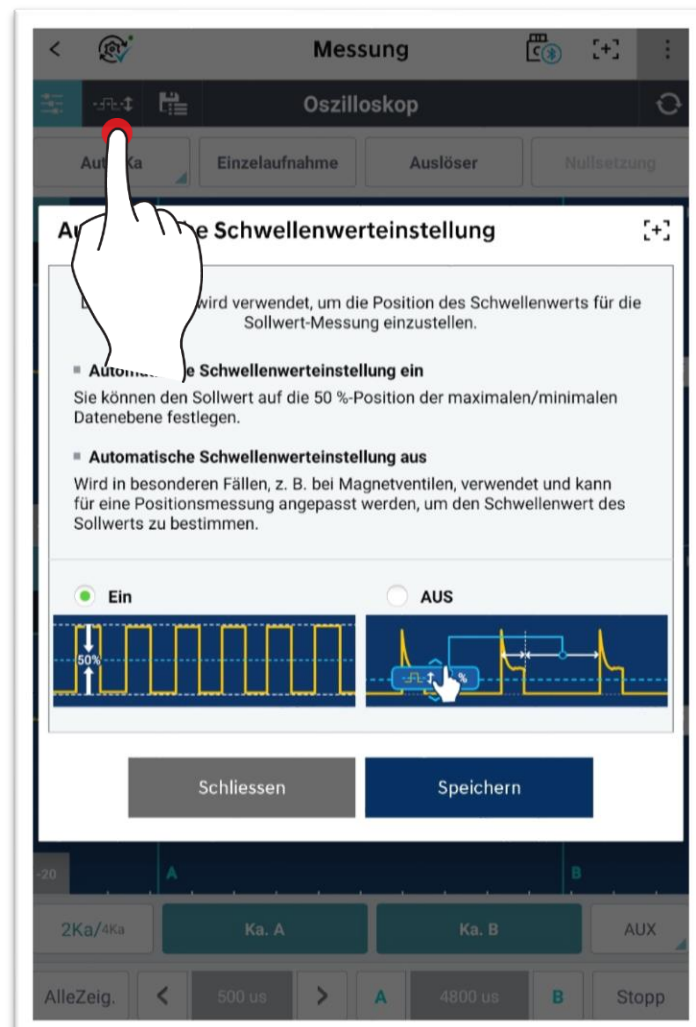 Messung
Oszilloskop
Einzelaufnahme
Auslöser
Nullsetzung
Schwellenwerteinstellung
[+]
wird verwendet, um die Position des Schwellenwerts für die
Sollwert-Messung einzustellen.
Schwellenwerteinstellung ein
Sie können den Sollwert auf die 50 %-Position der maximalen/minimalen
Datenebene festlegen.
Automatische Schwellenwerteinstellung aus
Wird in besonderen Fällen, z. B. bei Magnetventilen, verwendet und kann
für eine Positionsmessung angepasst werden, um den Schwellenwert des
Sollwerts zu bestimmen.
Ein
AUS
50%
%
Schliessen
Speichern
-20
A
B
2Ka/4Ka
Ka. A
Ka. B
AUX
AlleZeig.
<
500 us
>
A
4800 us
B
Stopp